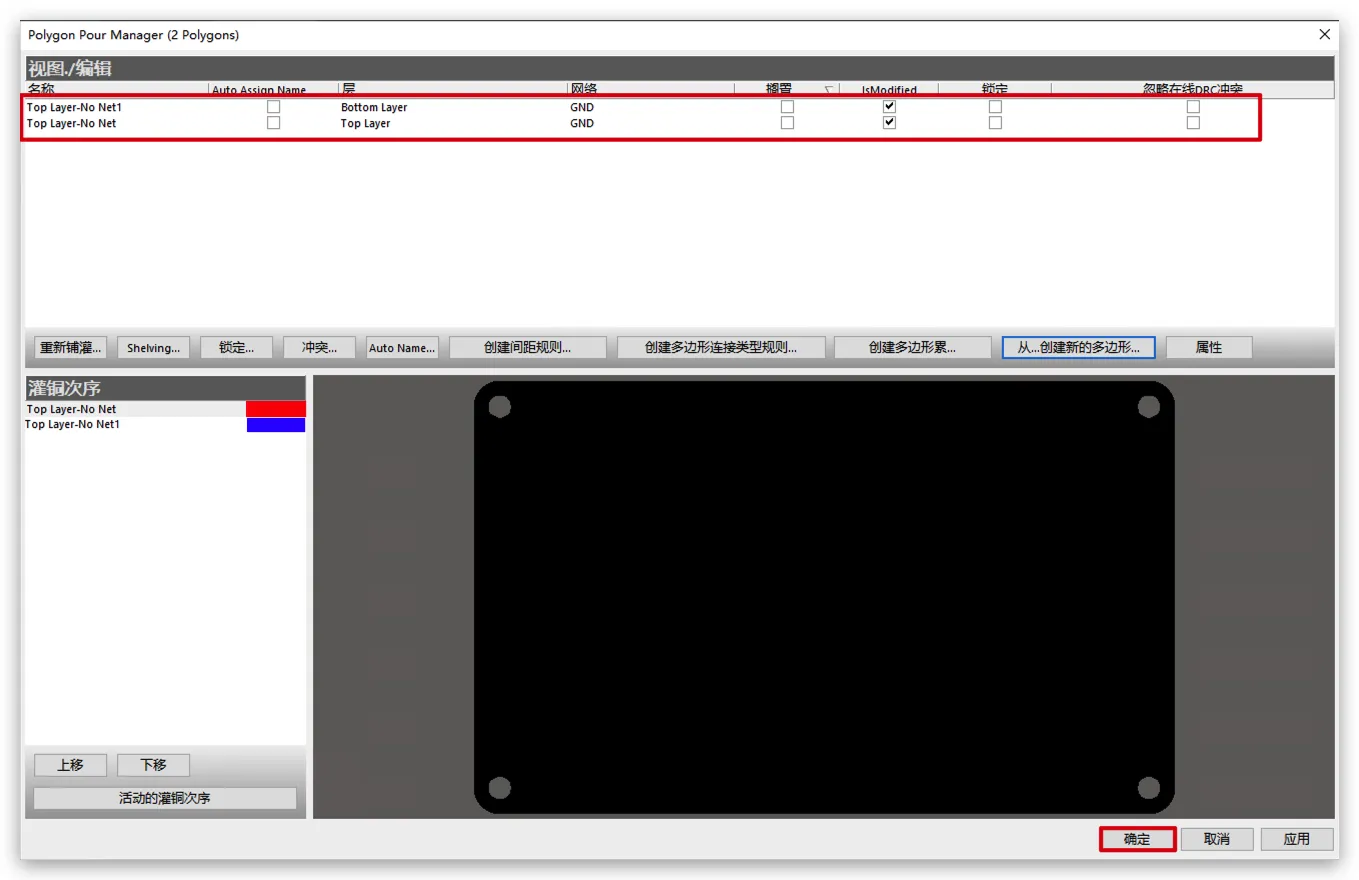 Polygon Pour Manager (2 Polygons)
视图./编辑
名称 Auto Assign Name 层 网络 搁置 IsModified 锁定 忽略在线DRC冲突
Top Layer-No Net1 Bottom Layer GND
Top Layer-No Net Top Layer GND
重新铺灌... Shelving... 锁定... 冲突... Auto Name... 创建间距规则... 创建多边形连接类型规则... 创建多边形累... 从...创建新的多边形... 属性
灌铜次序
Top Layer-No Net
Top Layer-No Net1
上移 下移
活动的灌铜次序
确定 取消 应用